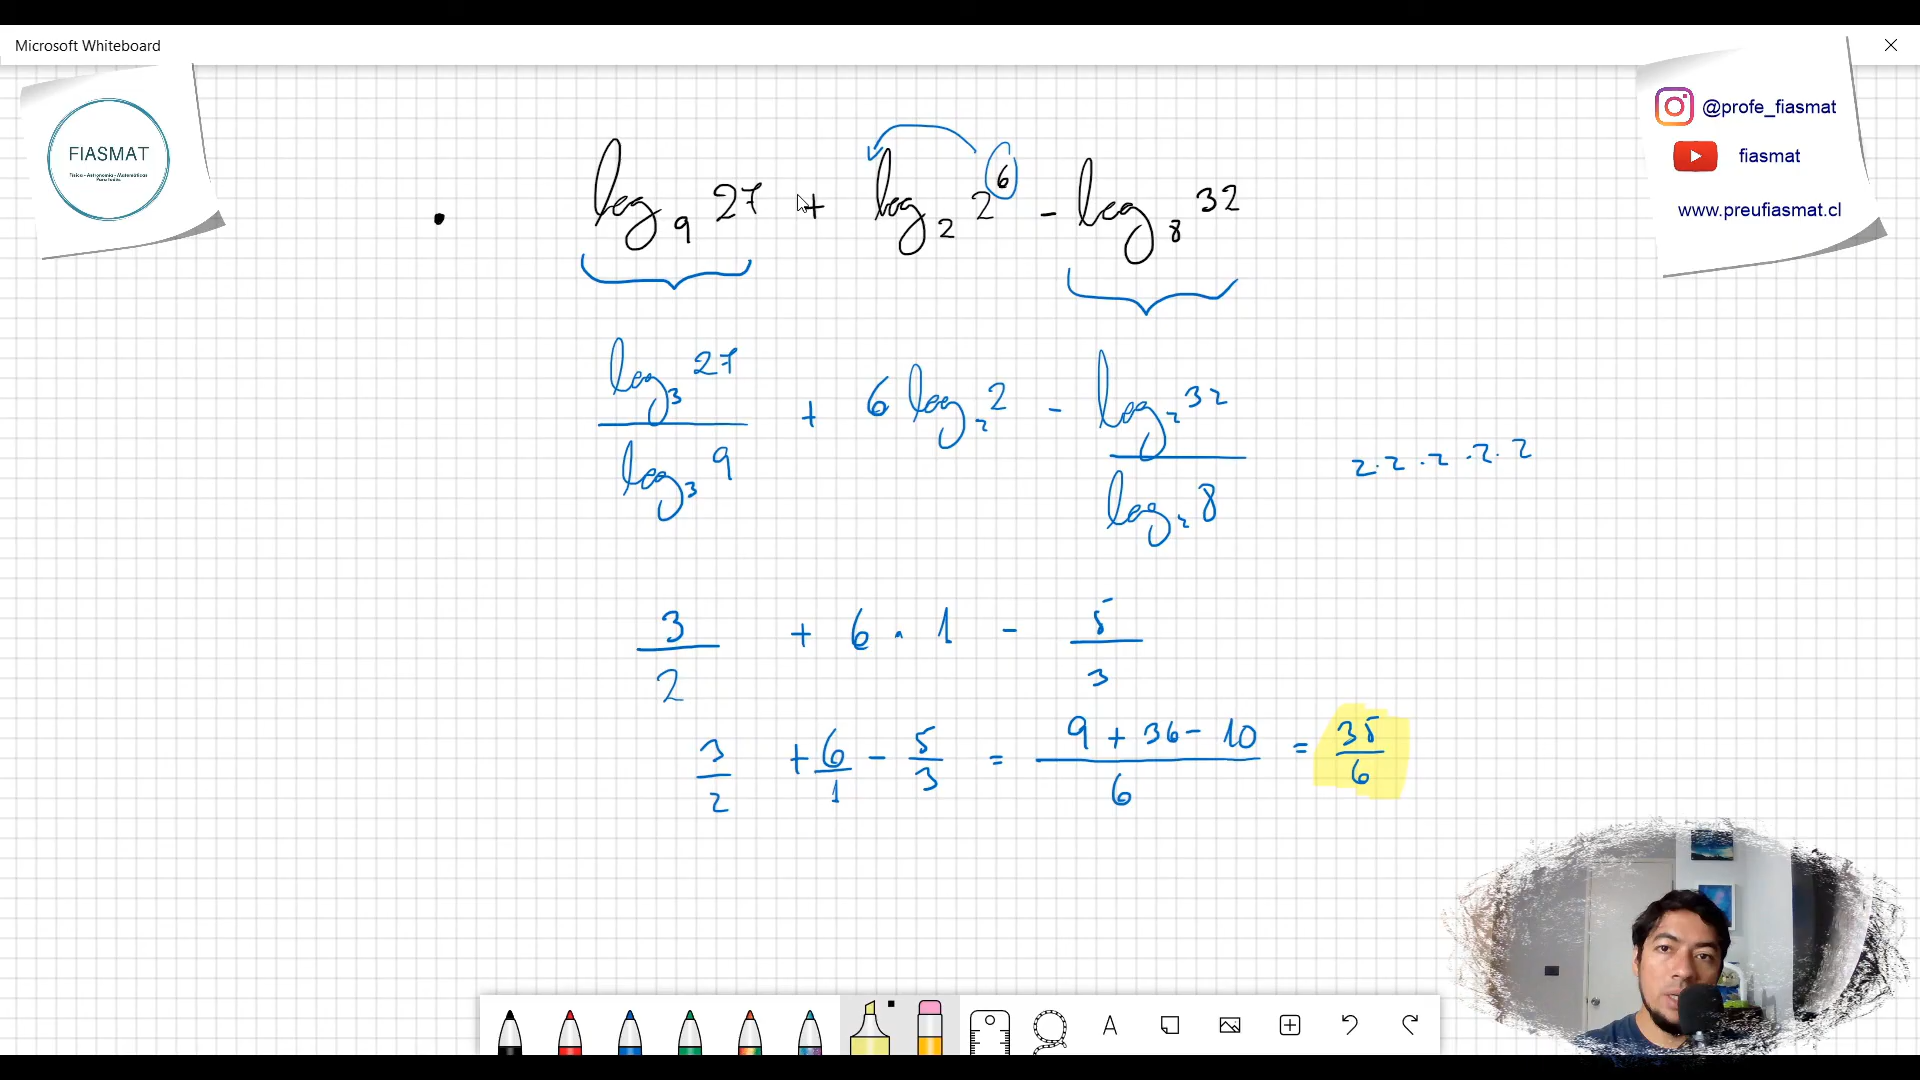 Microsoft Whiteboard
FIASMAT
@profe_fiasmat
fiasmat
www.preufiasmat.cl
log₉ 27 + log₂ 2⁶ - log₈ 32
log₃ 27 / log₃ 9 + 6 log₂ 2 - log₂ 32 / log₂ 8
2·2·2·2·2
3/2 + 6·1 - 5/3
3/2 + 6/1 - 5/3 = (9 + 36 - 10)/6 = 35/6
A